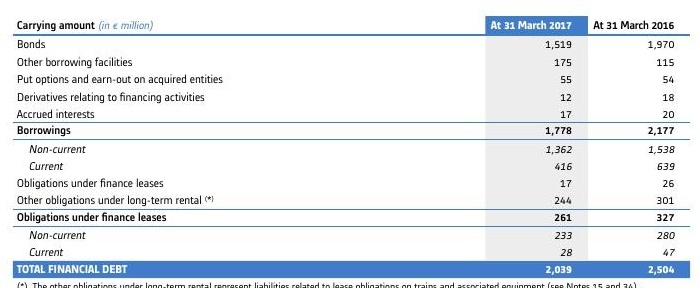 Carrying amount (in € million) At 31 March 2017 At 31 March 2016
Bonds 1,519 1,970
Other borrowing facilities 175 115
Put options and earn-out on acquired entities 55 54
Derivatives relating to financing activities 12 18
Accrued interests 17 20
Borrowings 1,778 2,177
Non-current 1,362 1,538
Current 416 639
Obligations under finance leases 17 26
Other obligations under long-term rental (*) 244 301
Obligations under finance leases 261 327
Non-current 233 280
Current 28 47
TOTAL FINANCIAL DEBT 2,039 2,504
(*) The other obligations under long-term rental represent liabilities related to lease obligations on trains and associated equipment (see Notes 15 and 34)